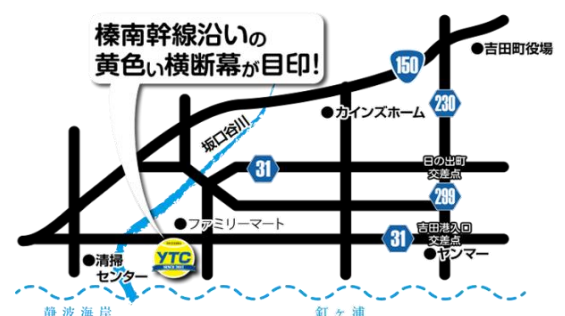 榛南幹線沿いの
黄色い横断幕が目印!
吉田町役場
150
カインズホーム
230
坂口谷川
31
日の出町
交差点
299
ファミリーマート
吉田港入口
交差点
31
ヤンマー
清掃
センター
YTC
静波海岸
釘ヶ浦